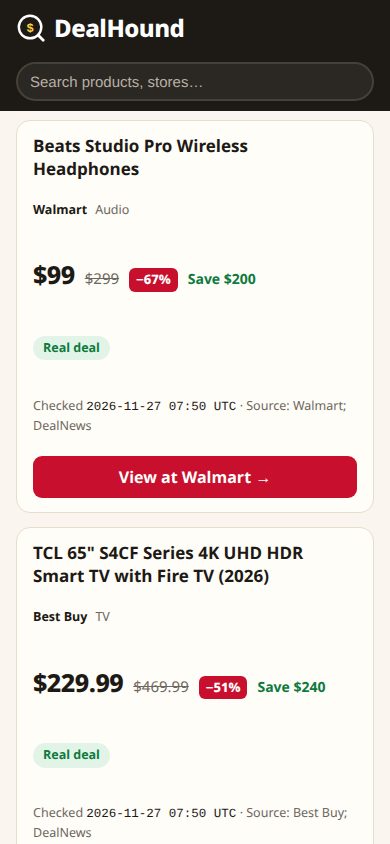 $ DealHound
Search products, stores…
Beats Studio Pro Wireless
Headphones
Walmart Audio
$99 $299 −67% Save $200
Real deal
Checked 2026-11-27 07:50 UTC · Source: Walmart;
DealNews
View at Walmart →
TCL 65" S4CF Series 4K UHD HDR
Smart TV with Fire TV (2026)
Best Buy TV
$229.99 $469.99 −51% Save $240
Real deal
Checked 2026-11-27 07:50 UTC · Source: Best Buy;
DealNews